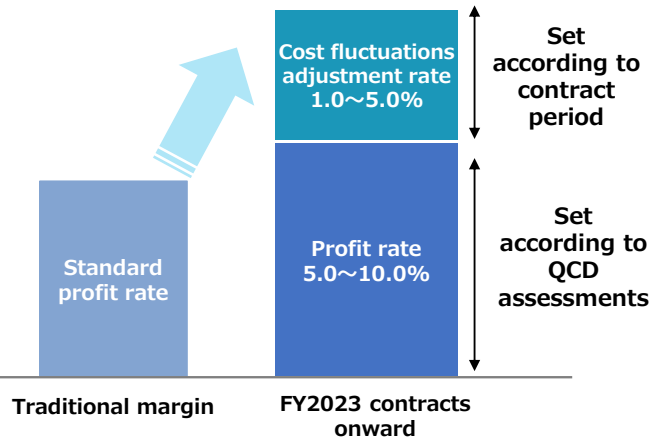 Cost fluctuations
adjustment rate
1.0～5.0%
Set
according to
contract
period
Standard
profit rate
Profit rate
5.0～10.0%
Set
according to
QCD
assessments
Traditional margin
FY2023 contracts
onward